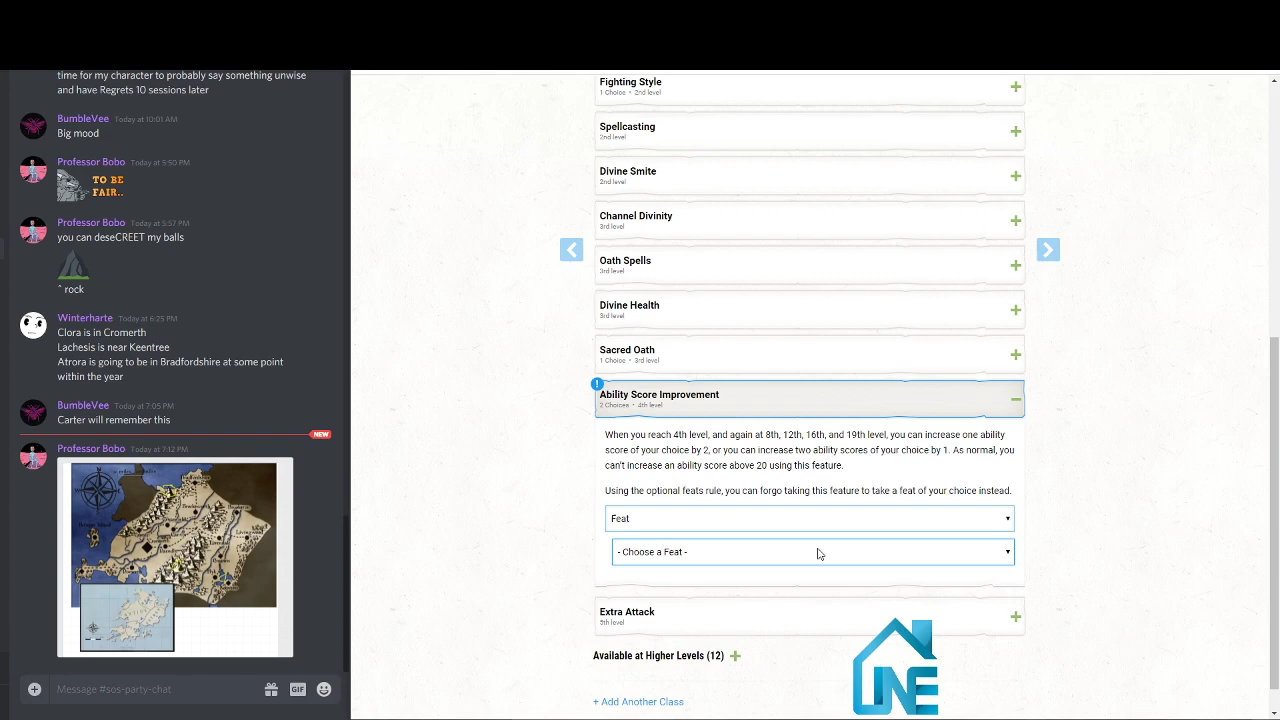 time for my character to probably say something unwise
and have Regrets 10 sessions later
BumbleVee Today at 10:01 AM
Big mood
Professor Bobo Today at 5:50 PM
TO BE
FAIR..
Professor Bobo Today at 5:57 PM
you can deseCREET my balls
^ rock
Winterharte Today at 6:25 PM
Clora is in Cromerth
Lachesis is near Keentree
Atrora is going to be in Bradfordshire at some point
within the year
BumbleVee Today at 7:05 PM
Carter will remember this
NEW
Professor Bobo Today at 7:12 PM
Message #sos-party-chat
GIF
Fighting Style
1 Choice • 2nd level
Spellcasting
2nd level
Divine Smite
2nd level
Channel Divinity
3rd level
Oath Spells
3rd level
Divine Health
3rd level
Sacred Oath
1 Choice • 3rd level
!
Ability Score Improvement
2 Choices • 4th level
When you reach 4th level, and again at 8th, 12th, 16th, and 19th level, you can increase one ability
score of your choice by 2, or you can increase two ability scores of your choice by 1. As normal, you
can't increase an ability score above 20 using this feature.
Using the optional feats rule, you can forgo taking this feature to take a feat of your choice instead.
Feat
- Choose a Feat -
Extra Attack
5th level
Available at Higher Levels (12)
+ Add Another Class